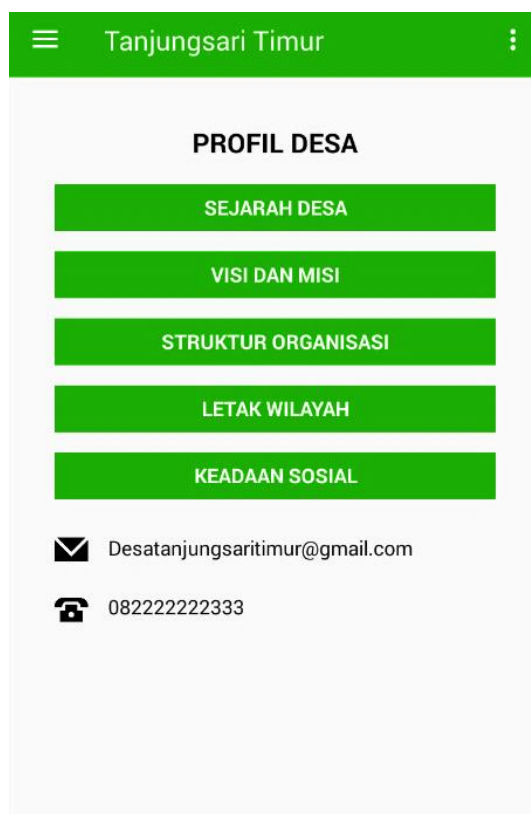 Tanjungsari Timur
PROFIL DESA
SEJARAH DESA
VISI DAN MISI
STRUKTUR ORGANISASI
LETAK WILAYAH
KEADAAN SOSIAL
Desatanjungsaritimur@gmail.com
082222222333